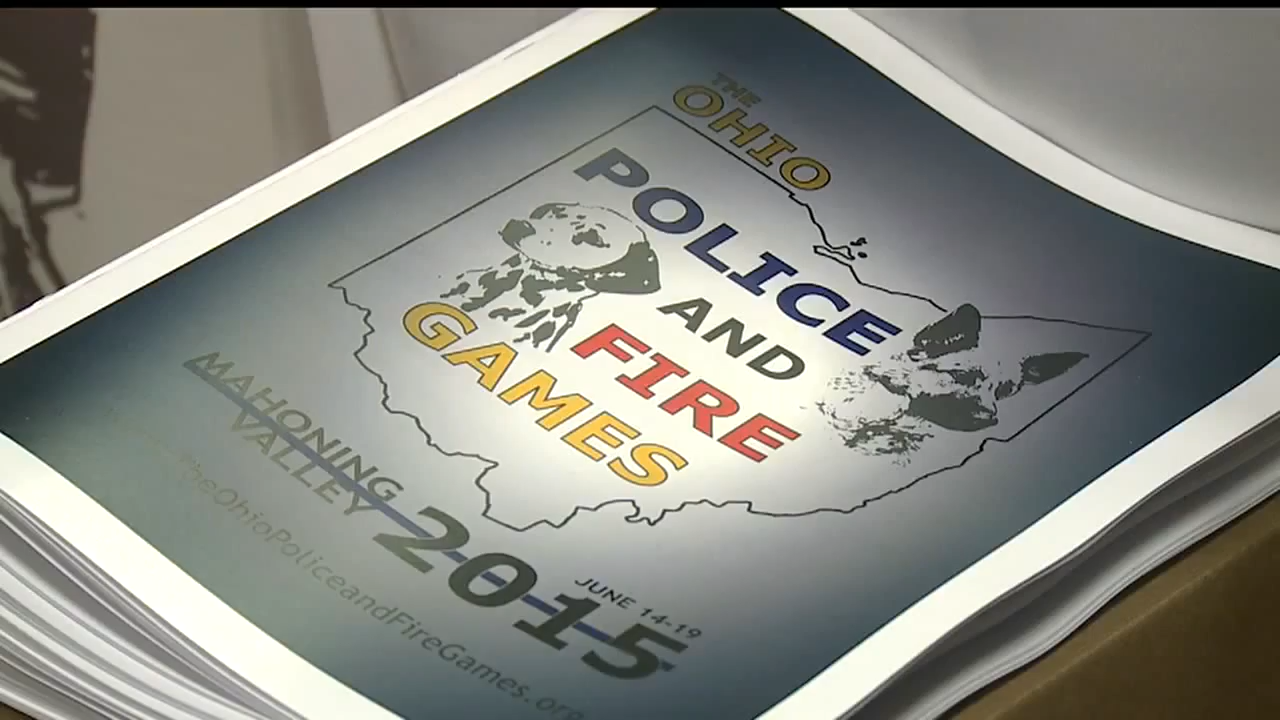 THE
OHIO
POLICE
AND
FIRE
GAMES
MAHONING
VALLEY
2015
JUNE 14-19
TheOhioPoliceandFireGames.org